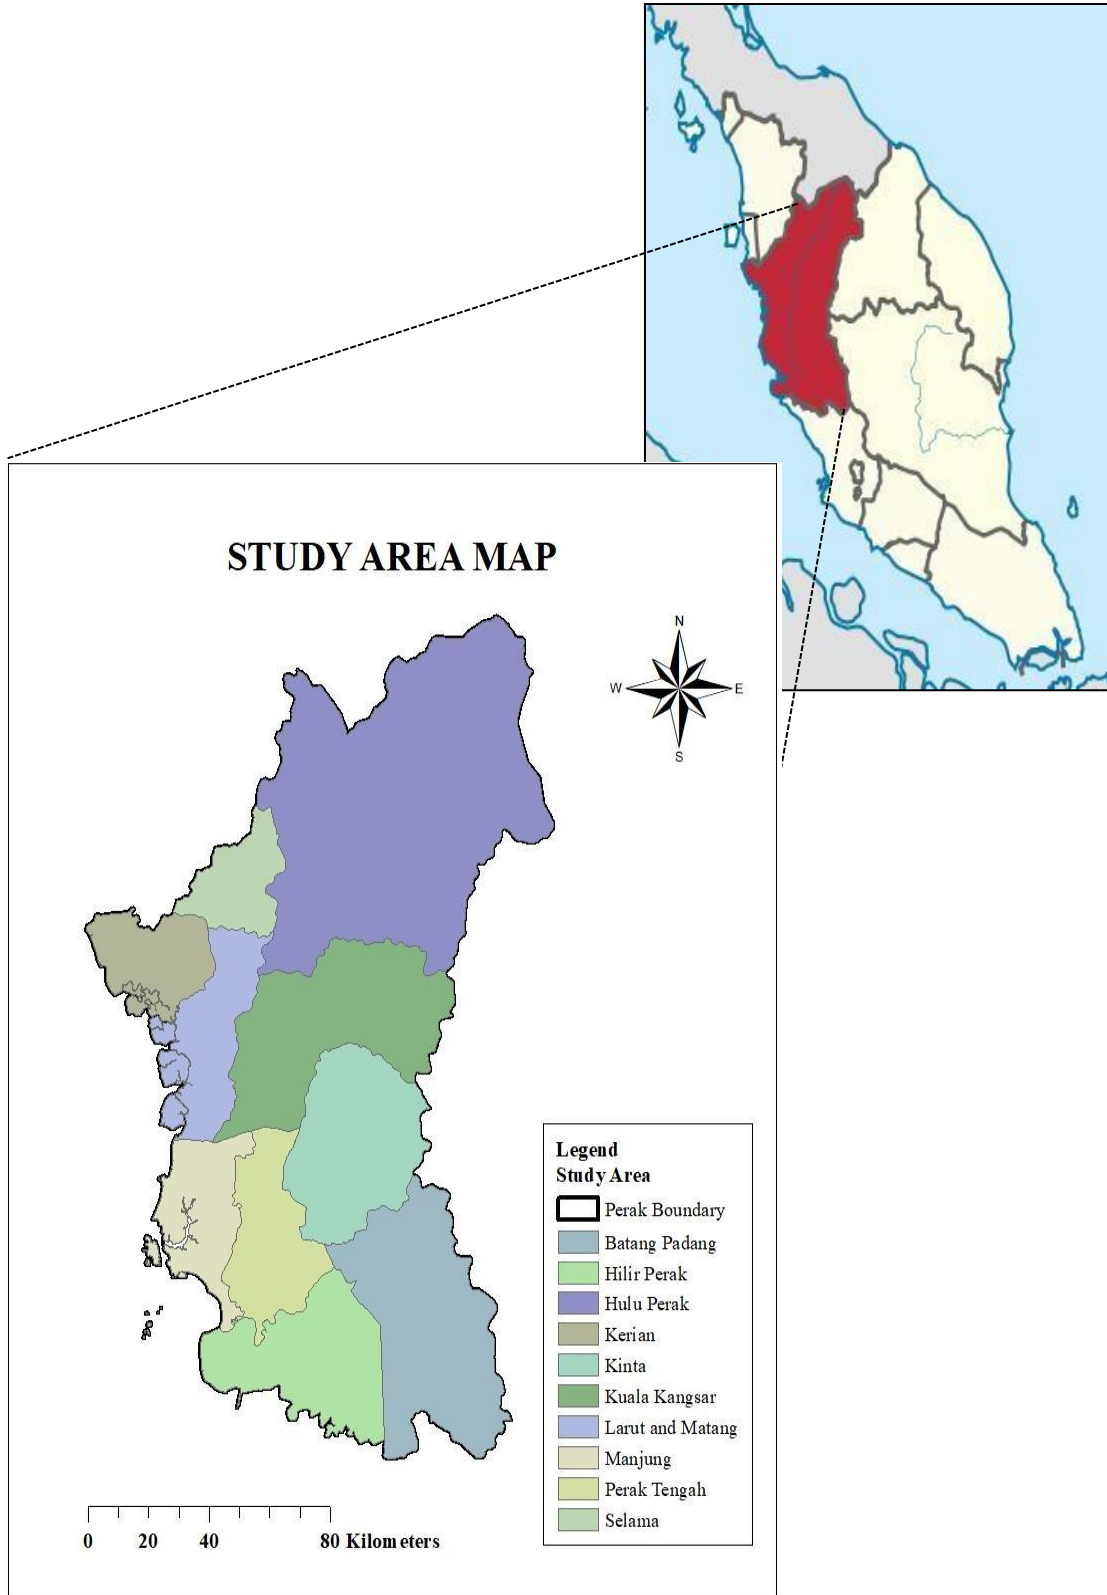 STUDY AREA MAP
N
W
E
S
Legend
Study Area
Perak Boundary
Batang Padang
Hilir Perak
Hulu Perak
Kerian
Kinta
Kuala Kangsar
Larut and Matang
Manjung
Perak Tengah
Selama
0 20 40 80 Kilometers